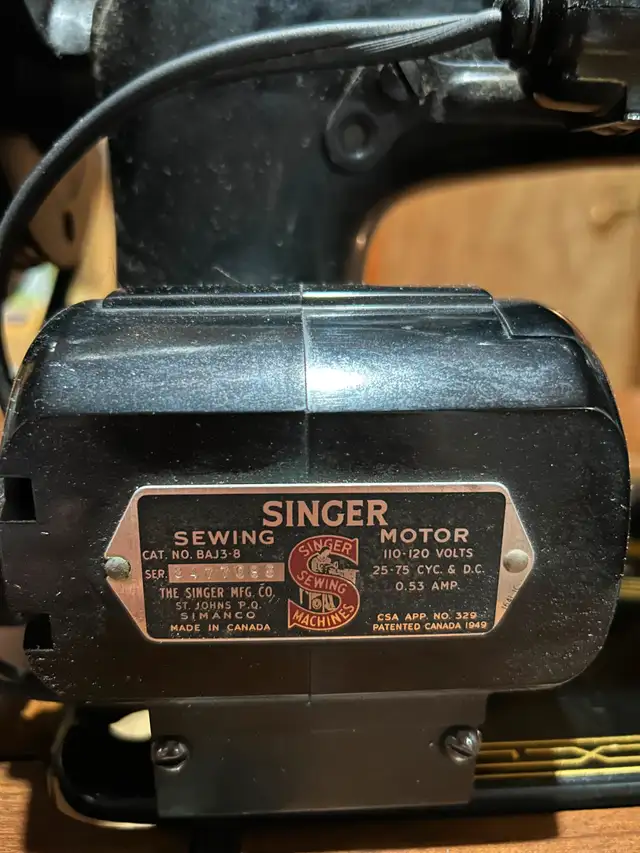 SINGER
SEWING MOTOR
CAT. NO. BAJ3-8
SER.
THE SINGER MFG. CO.
ST. JOHNS P.Q.
SIMANCO
MADE IN CANADA
SINGER
SEWING
MACHINES
110-120 VOLTS
25-75 CYC. & D.C.
0.53 AMP.
CSA APP. NO. 329
PATENTED CANADA 1949